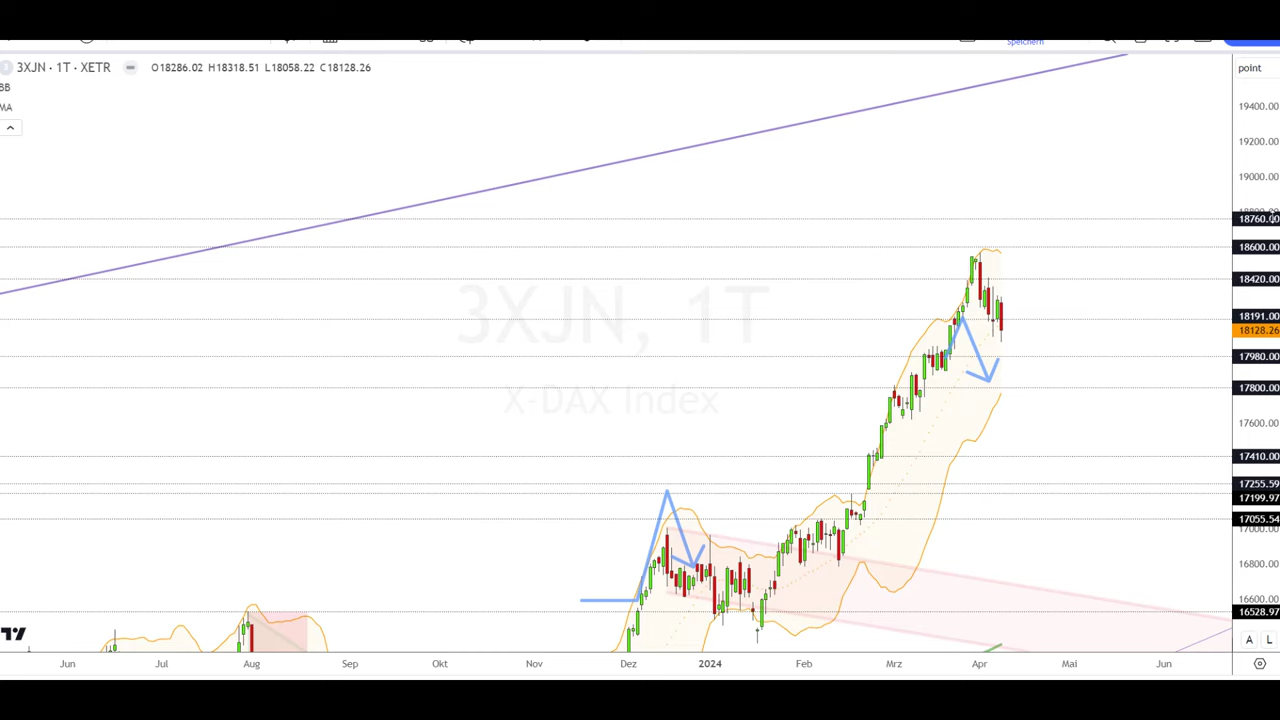 Speichern
3XJN · 1T · XETR
O18286.02 H18318.51 L18058.22 C18128.26
BB
MA
point
19400.00
19200.00
19000.00
18760.00
18600.00
18420.00
18191.00
18128.26
17980.00
17800.00
17600.00
17410.00
17255.59
17199.97
17055.54
16800.00
16600.00
16528.97
3XJN, 1T
X-DAX Index
A L
Jun Jul Aug Sep Okt Nov Dez 2024 Feb Mrz Apr Mai Jun